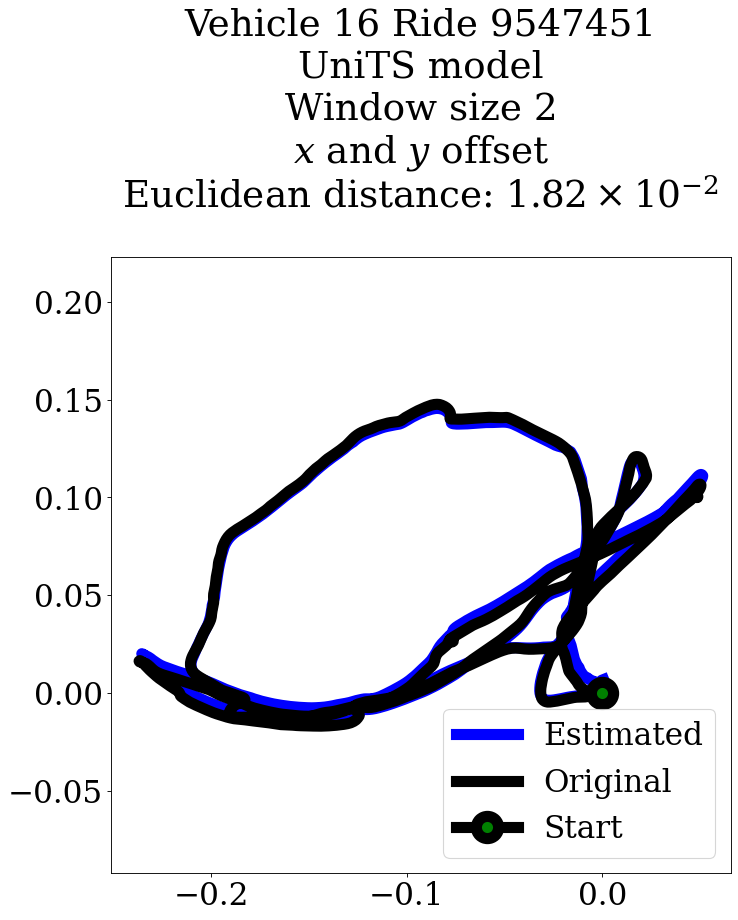 Vehicle 16 Ride 9547451
UniTS model
Window size 2
x and y offset
Euclidean distance: 1.82 × 10⁻²
0.20
0.15
0.10
0.05
0.00
−0.05
−0.2
−0.1
0.0
Estimated
Original
Start